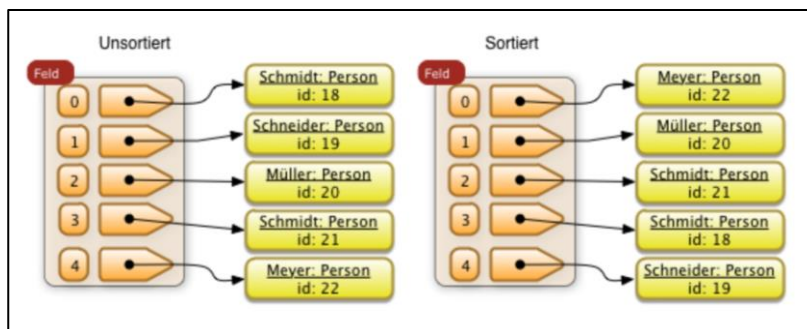 Unsortiert
Feld
0
Schmidt: Person
id: 18
1
Schneider: Person
id: 19
2
Müller: Person
id: 20
3
Schmidt: Person
id: 21
4
Meyer: Person
id: 22
Sortiert
Feld
0
Meyer: Person
id: 22
1
Müller: Person
id: 20
2
Schmidt: Person
id: 21
3
Schmidt: Person
id: 18
4
Schneider: Person
id: 19